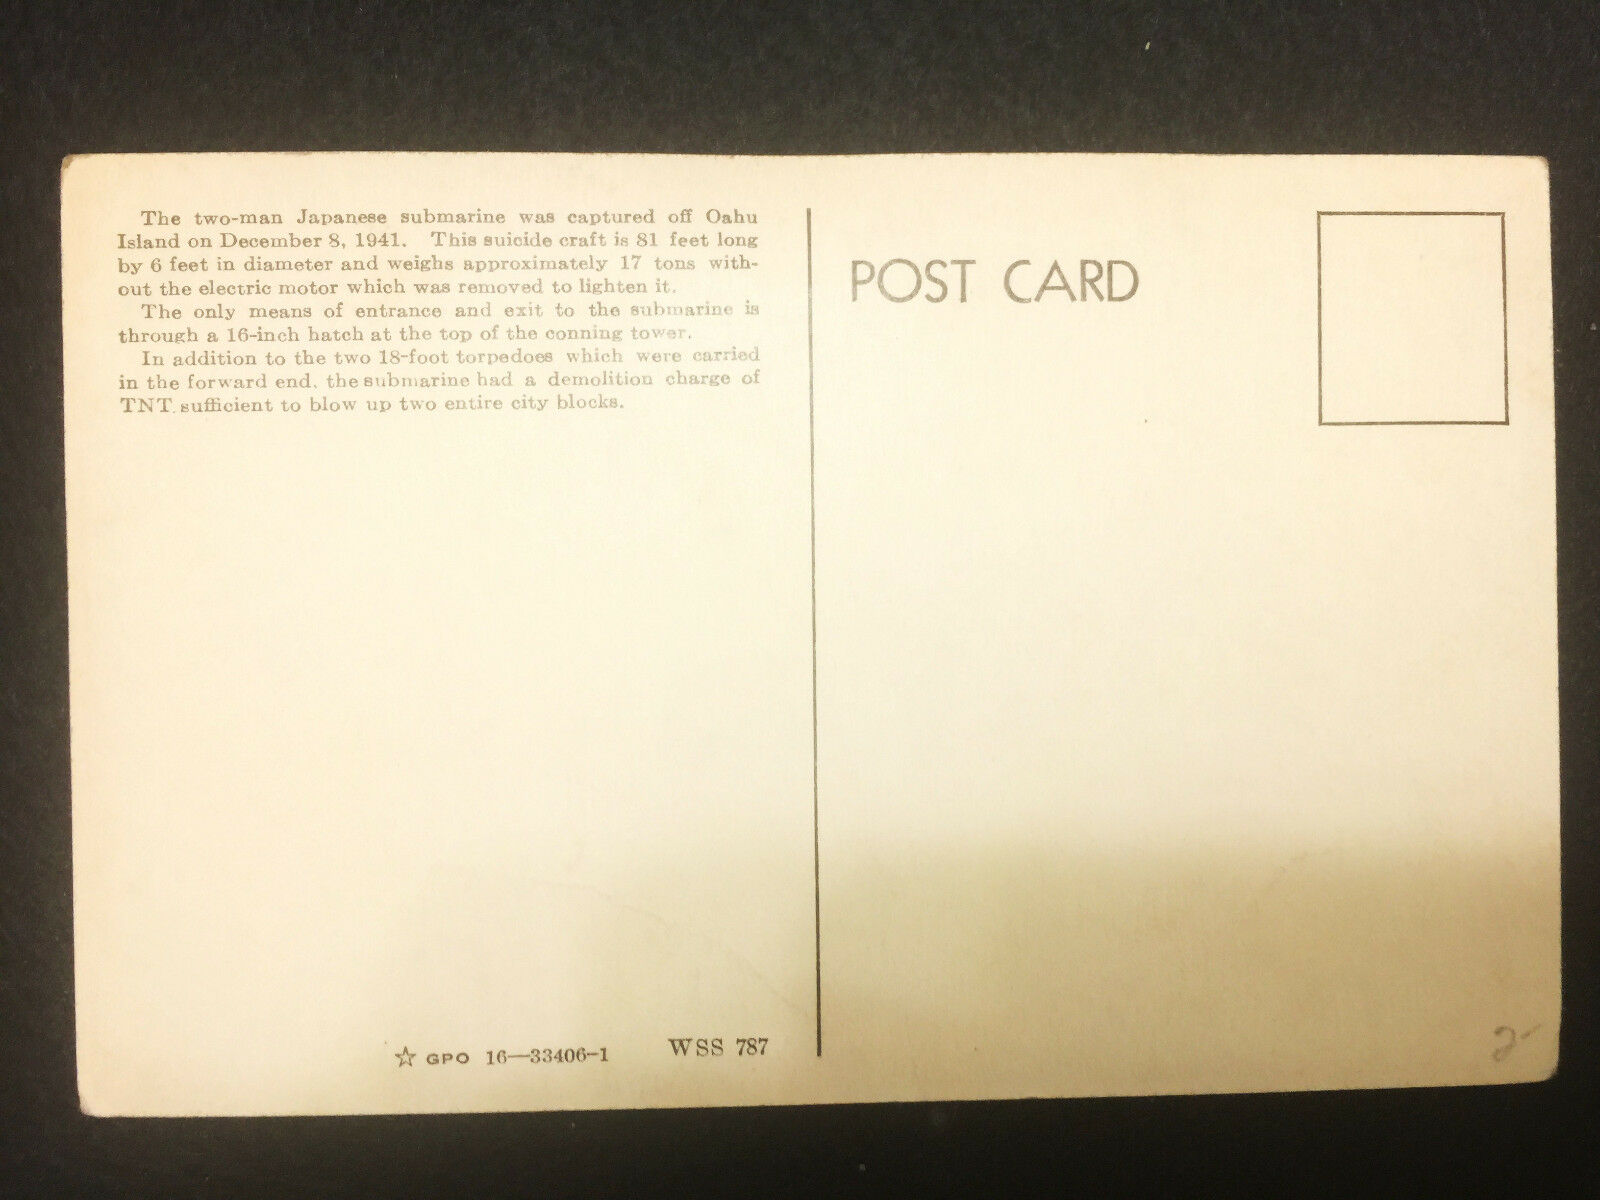 The two-man Japanese submarine was captured off Oahu
Island on December 8, 1941. This suicide craft is 81 feet long
by 6 feet in diameter and weighs approximately 17 tons with-
out the electric motor which was removed to lighten it.
The only means of entrance and exit to the submarine is
through a 16-inch hatch at the top of the conning tower.
In addition to the two 18-foot torpedoes which were carried
in the forward end, the submarine had a demolition charge of
TNT sufficient to blow up two entire city blocks.
☆ GPO 16—33406-1 WSS 787
POST CARD
2-